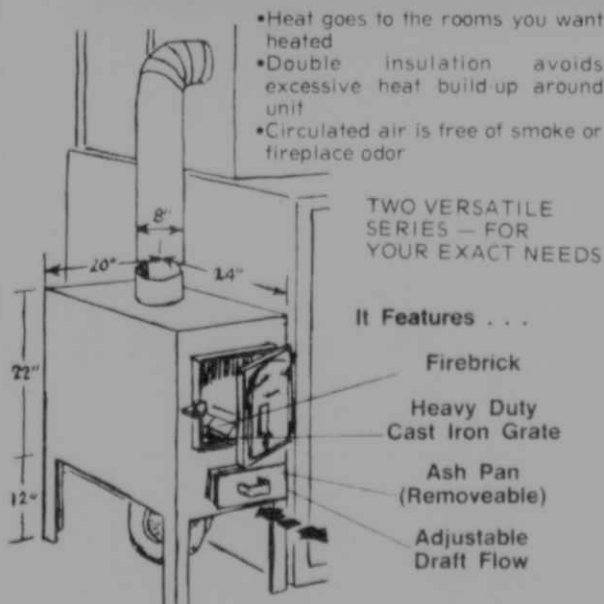 •Heat goes to the rooms you want
heated
•Double insulation avoids
excessive heat build-up around
unit
•Circulated air is free of smoke or
fireplace odor
TWO VERSATILE
SERIES — FOR
YOUR EXACT NEEDS
8"
20"
24"
22"
12"
It Features . . .
Firebrick
Heavy Duty
Cast Iron Grate
Ash Pan
(Removeable)
Adjustable
Draft Flow